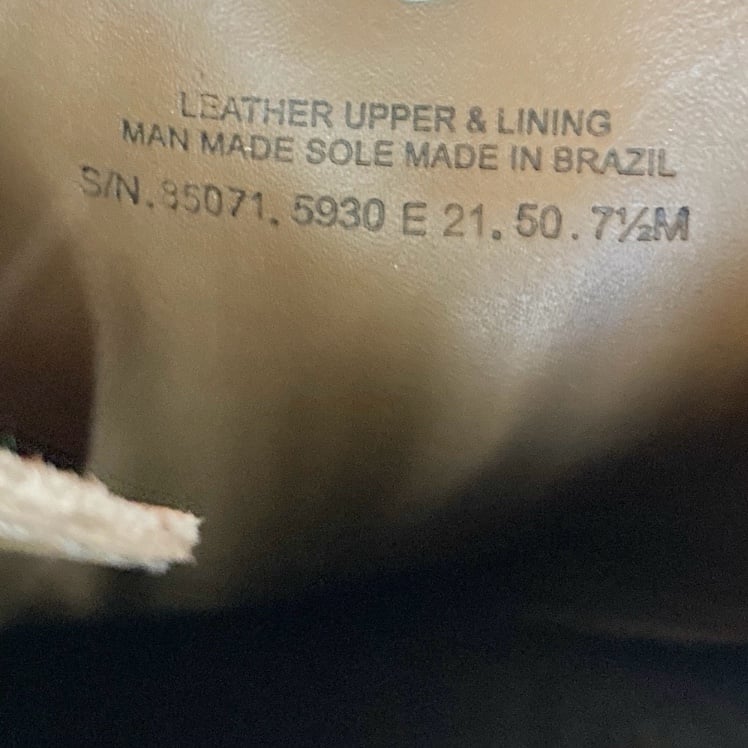 LEATHER UPPER & LINING
MAN MADE SOLE MADE IN BRAZIL
S/N.85071.5930 E 21.50.7½M